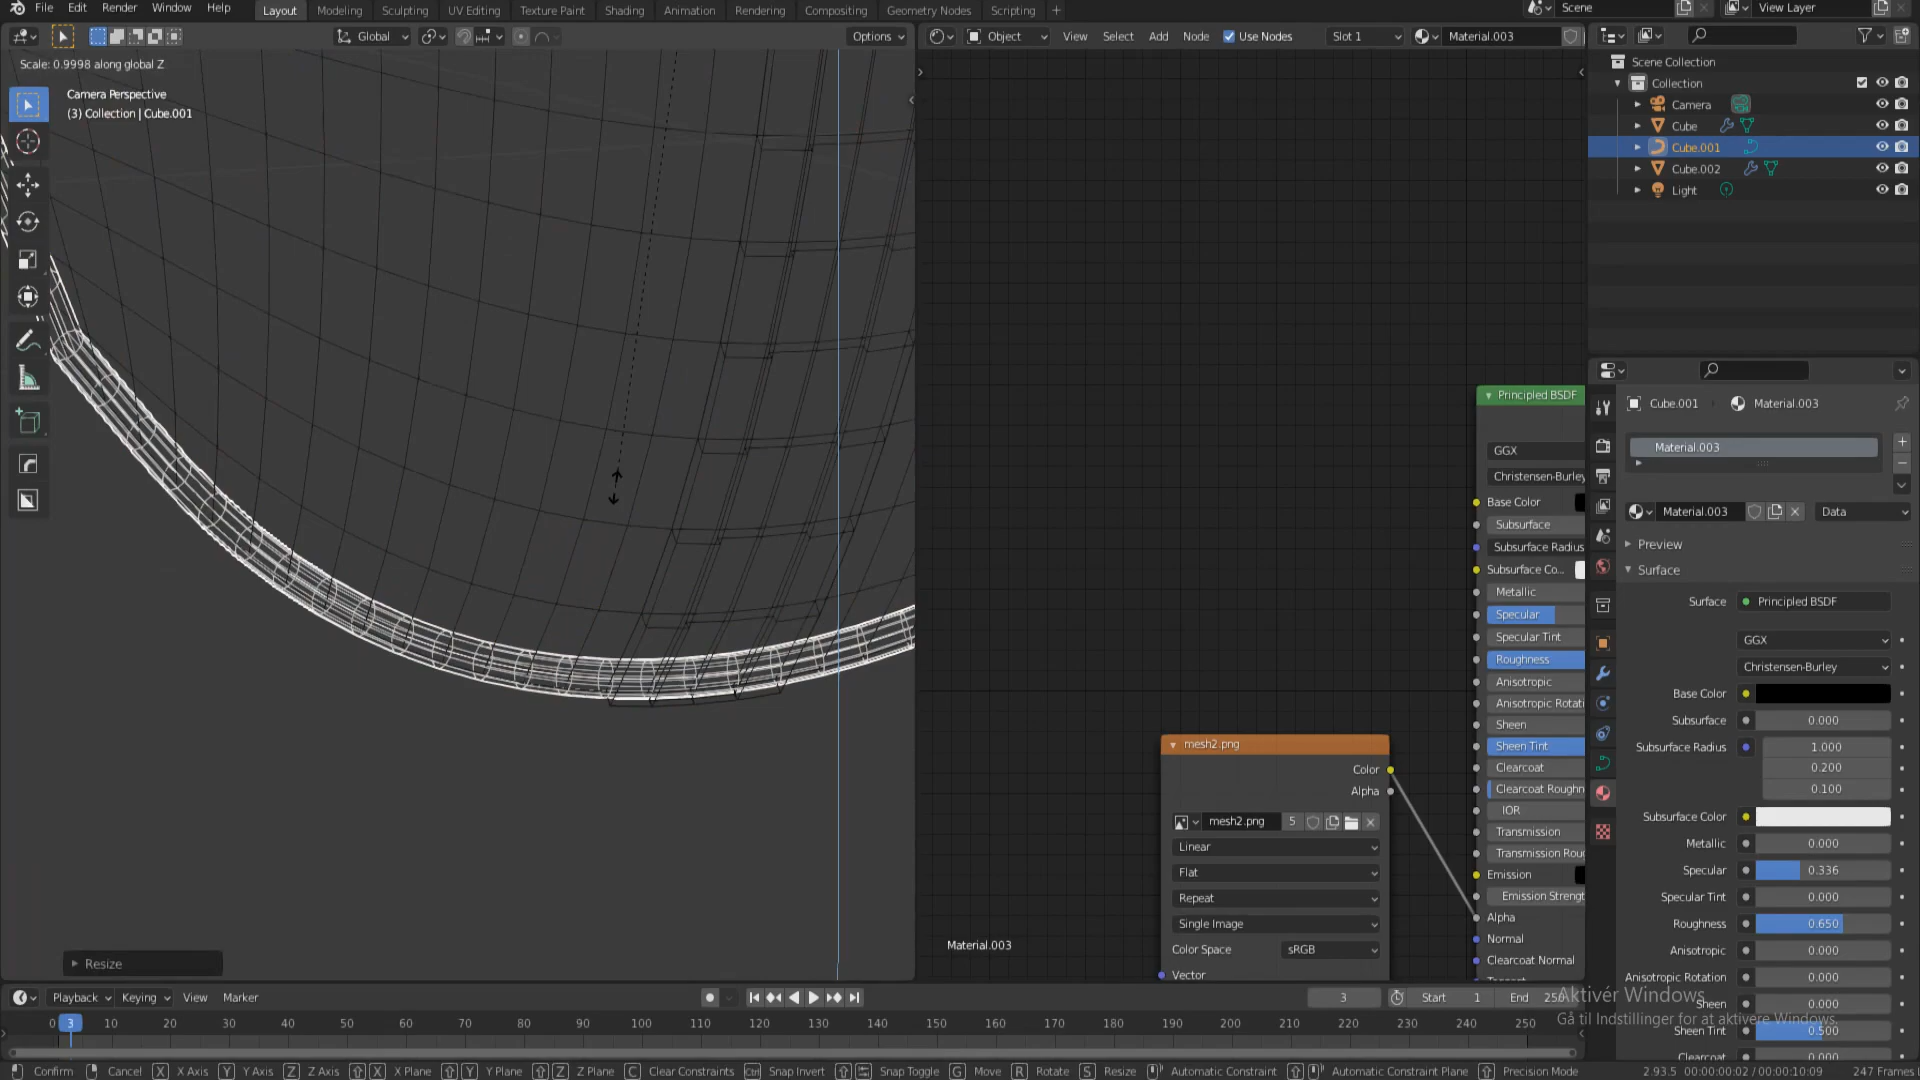 File Edit Render Window Help Layout Modeling Sculpting UV Editing Texture Paint Shading Animation Rendering Compositing Geometry Nodes Scripting + Scene View Layer
Global Options Object View Select Add Node Use Nodes Slot 1 Material.003
Scale: 0.9998 along global Z
Camera Perspective
(3) Collection | Cube.001
Scene Collection
Collection
Camera
Cube
Cube.001
Cube.002
Light
Cube.001 Material.003
Material.003
Material.003 Data
Preview
Surface
Surface Principled BSDF
GGX
Christensen-Burley
Base Color
Subsurface 0.000
Subsurface Radius 1.000
0.200
0.100
Subsurface Color
Metallic 0.000
Specular 0.336
Specular Tint 0.000
Roughness 0.650
Anisotropic 0.000
Anisotropic Rotation 0.000
Sheen 0.000
Sheen Tint 0.500
Clearcoat 0.000
Principled BSDF
GGX
Christensen-Burley
Base Color
Subsurface
Subsurface Radius
Subsurface Co...
Metallic
Specular
Specular Tint
Roughness
Anisotropic
Anisotropic Rotati
Sheen
Sheen Tint
Clearcoat
Clearcoat Roughn
IOR
Transmission
Transmission Rou
Emission
Emission Strengt
Alpha
Normal
Clearcoat Normal
mesh2.png
Color
Alpha
mesh2.png 5
Linear
Flat
Repeat
Single Image
Color Space sRGB
Vector
Material.003
Resize
Aktivér Windows
Gå til Indstillinger for at aktivere Windows.
Playback Keying View Marker 3 Start 1 End 250
0 3 10 20 30 40 50 60 70 80 90 100 110 120 130 140 150 160 170 180 190 200 210 220 230 240 250
Confirm Cancel X X Axis Y Y Axis Z Z Axis X X Plane Y Y Plane Z Z Plane C Clear Constraints Ctrl Snap Invert Snap Toggle G Move R Rotate S Resize Automatic Constraint Automatic Constraint Plane Precision Mode 2.93.5 00:00:00:02 / 00:00:10:09 247 Frames L